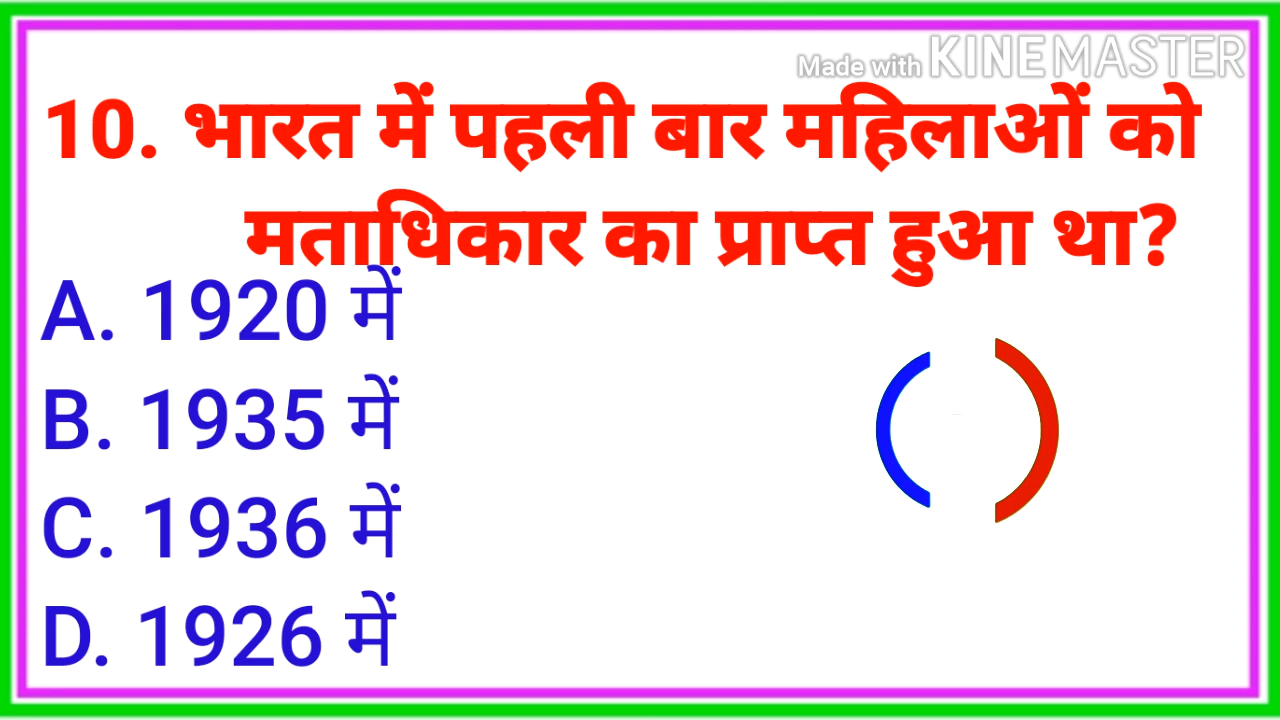 Made with KINEMASTER
10. भारत में पहली बार महिलाओं को
मताधिकार का प्राप्त हुआ था?
A. 1920 में
B. 1935 में
C. 1936 में
D. 1926 में